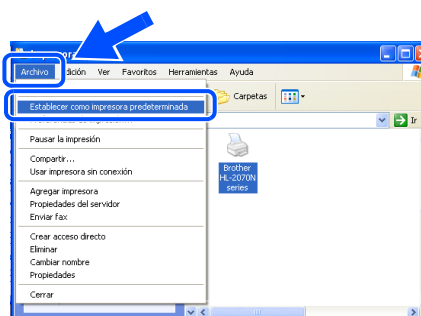 Archivo Edición Ver Favoritos Herramientas Ayuda
Carpetas
Establecer como impresora predeterminada
Ir
Pausar la impresión
Compartir...
Usar impresora sin conexión
Agregar impresora
Propiedades del servidor
Enviar fax
Crear acceso directo
Eliminar
Cambiar nombre
Propiedades
Cerrar
Brother
HL-2070N
series